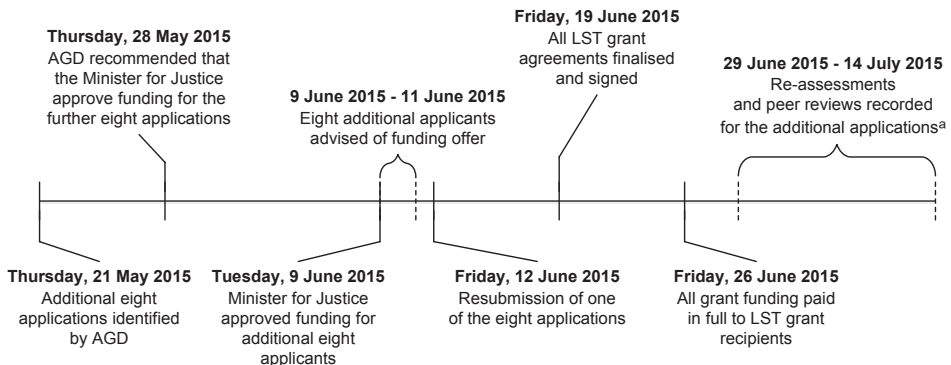 Thursday, 28 May 2015
AGD recommended that
the Minister for Justice
approve funding for the
further eight applications
9 June 2015 - 11 June 2015
Eight additional applicants
advised of funding offer
Friday, 19 June 2015
All LST grant
agreements finalised
and signed
29 June 2015 - 14 July 2015
Re-assessments
and peer reviews recorded
for the additional applicationsᵃ
Thursday, 21 May 2015
Additional eight
applications identified
by AGD
Tuesday, 9 June 2015
Minister for Justice
approved funding for
additional eight
applicants
Friday, 12 June 2015
Resubmission of one
of the eight applications
Friday, 26 June 2015
All grant funding paid
in full to LST grant
recipients